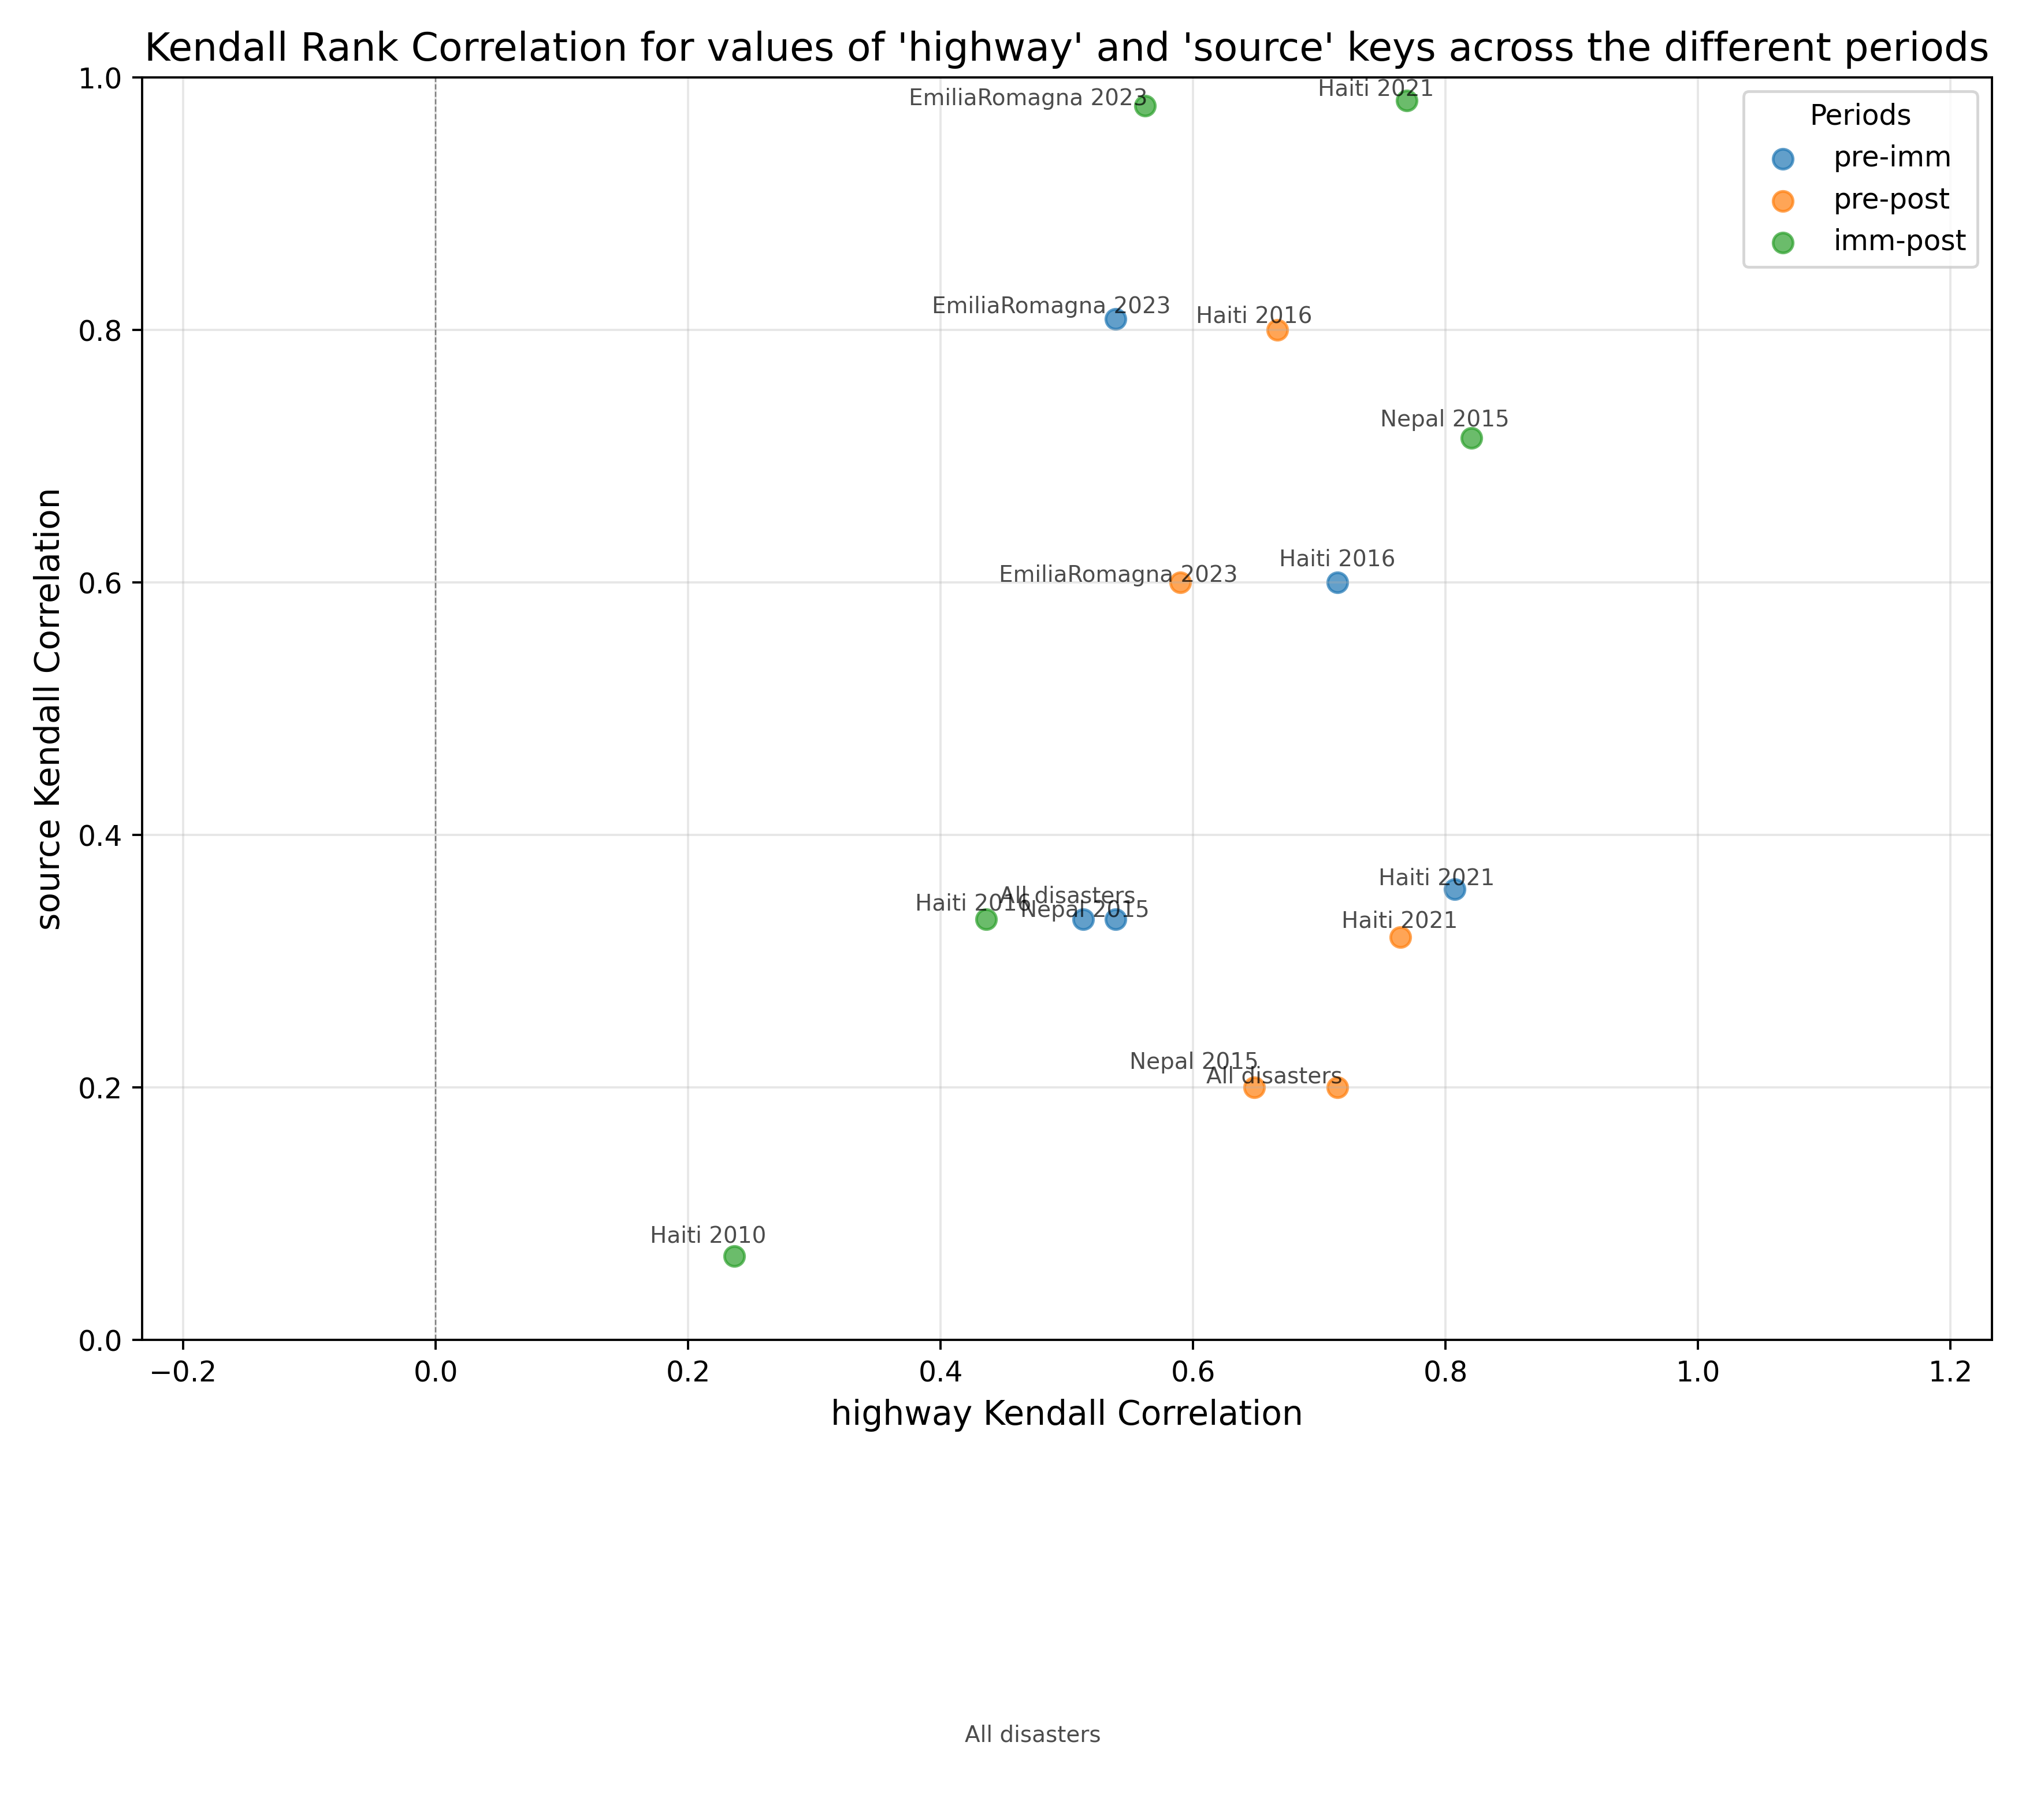 Kendall Rank Correlation for values of 'highway' and 'source' keys across the different periods
1.0
0.8
0.6
0.4
0.2
0.0
source Kendall Correlation
EmiliaRomagna 2023
Haiti 2021
Periods
pre-imm
pre-post
imm-post
EmiliaRomagna 2023
Haiti 2016
Nepal 2015
EmiliaRomagna 2023
Haiti 2016
Haiti 2021
All disasters
Haiti 2016
Nepal 2015
Haiti 2021
Nepal 2015
All disasters
Haiti 2010
−0.2
0.0
0.2
0.4
0.6
0.8
1.0
1.2
highway Kendall Correlation
All disasters